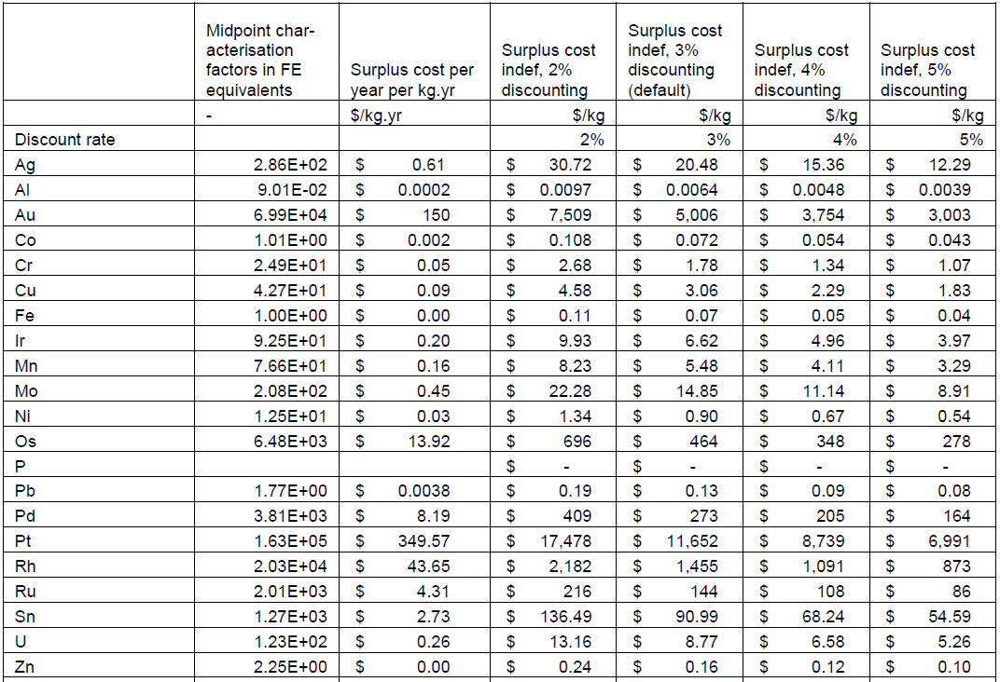 Midpoint char-
acterisation
factors in FE
equivalents
Surplus cost per
year per kg.yr
Surplus cost
indef, 2%
discounting
Surplus cost
indef, 3%
discounting
(default)
Surplus cost
indef, 4%
discounting
Surplus cost
indef, 5%
discounting
- $/kg.yr $/kg $/kg $/kg $/kg
Discount rate 2% 3% 4% 5%
Ag 2.86E+02 $ 0.61 $ 30.72 $ 20.48 $ 15.36 $ 12.29
Al 9.01E-02 $ 0.0002 $ 0.0097 $ 0.0064 $ 0.0048 $ 0.0039
Au 6.99E+04 $ 150 $ 7,509 $ 5,006 $ 3,754 $ 3,003
Co 1.01E+00 $ 0.002 $ 0.108 $ 0.072 $ 0.054 $ 0.043
Cr 2.49E+01 $ 0.05 $ 2.68 $ 1.78 $ 1.34 $ 1.07
Cu 4.27E+01 $ 0.09 $ 4.58 $ 3.06 $ 2.29 $ 1.83
Fe 1.00E+00 $ 0.00 $ 0.11 $ 0.07 $ 0.05 $ 0.04
Ir 9.25E+01 $ 0.20 $ 9.93 $ 6.62 $ 4.96 $ 3.97
Mn 7.66E+01 $ 0.16 $ 8.23 $ 5.48 $ 4.11 $ 3.29
Mo 2.08E+02 $ 0.45 $ 22.28 $ 14.85 $ 11.14 $ 8.91
Ni 1.25E+01 $ 0.03 $ 1.34 $ 0.90 $ 0.67 $ 0.54
Os 6.48E+03 $ 13.92 $ 696 $ 464 $ 348 $ 278
P $ - $ - $ - $ -
Pb 1.77E+00 $ 0.0038 $ 0.19 $ 0.13 $ 0.09 $ 0.08
Pd 3.81E+03 $ 8.19 $ 409 $ 273 $ 205 $ 164
Pt 1.63E+05 $ 349.57 $ 17,478 $ 11,652 $ 8,739 $ 6,991
Rh 2.03E+04 $ 43.65 $ 2,182 $ 1,455 $ 1,091 $ 873
Ru 2.01E+03 $ 4.31 $ 216 $ 144 $ 108 $ 86
Sn 1.27E+03 $ 2.73 $ 136.49 $ 90.99 $ 68.24 $ 54.59
U 1.23E+02 $ 0.26 $ 13.16 $ 8.77 $ 6.58 $ 5.26
Zn 2.25E+00 $ 0.00 $ 0.24 $ 0.16 $ 0.12 $ 0.10